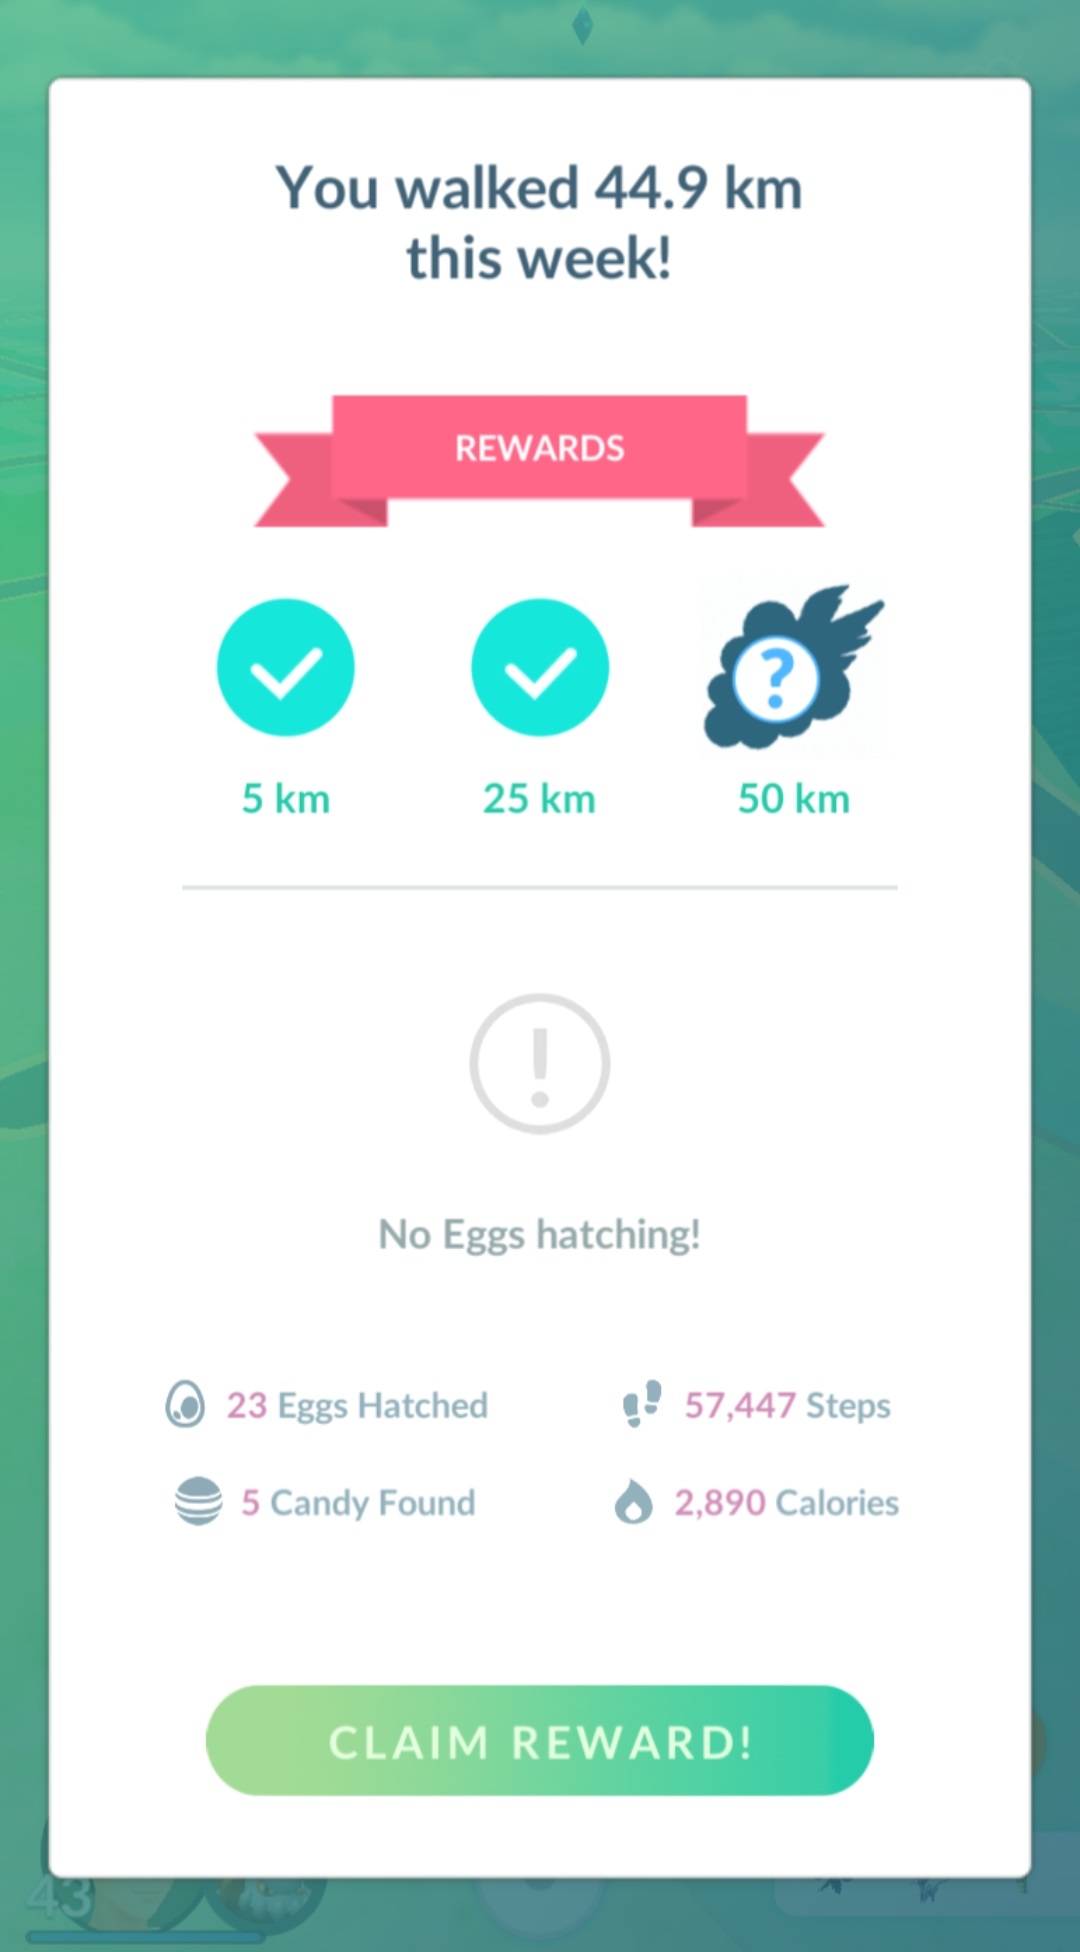 You walked 44.9 km
this week!
REWARDS
?
5 km
25 km
50 km
!
No Eggs hatching!
23 Eggs Hatched
57,447 Steps
5 Candy Found
2,890 Calories
CLAIM REWARD!
43